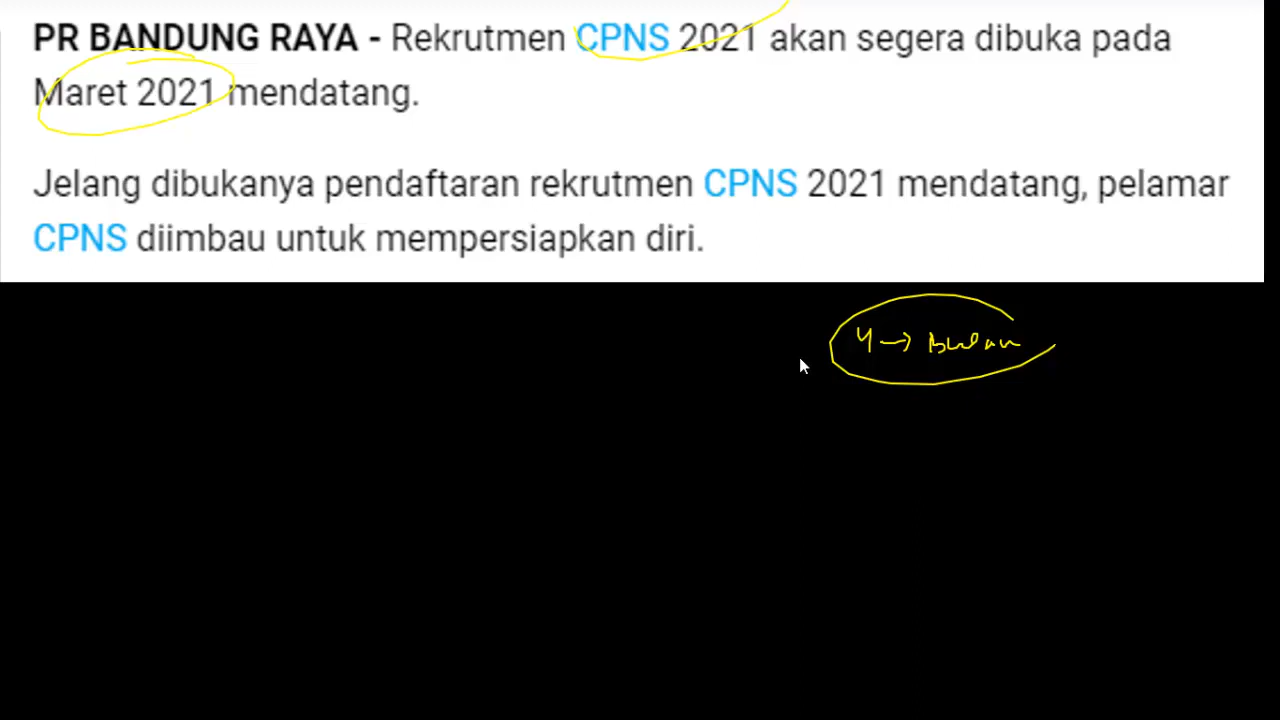 PR BANDUNG RAYA - Rekrutmen CPNS 2021 akan segera dibuka pada
Maret 2021 mendatang.
Jelang dibukanya pendaftaran rekrutmen CPNS 2021 mendatang, pelamar
CPNS diimbau untuk mempersiapkan diri.
4 → Bulan